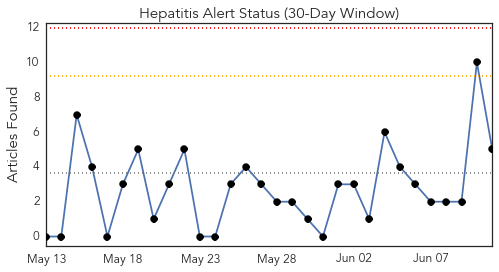 Hepatitis Alert Status (30-Day Window)
Articles Found
12
10
8
6
4
2
0
May 13 May 18 May 23 May 28 Jun 02 Jun 07